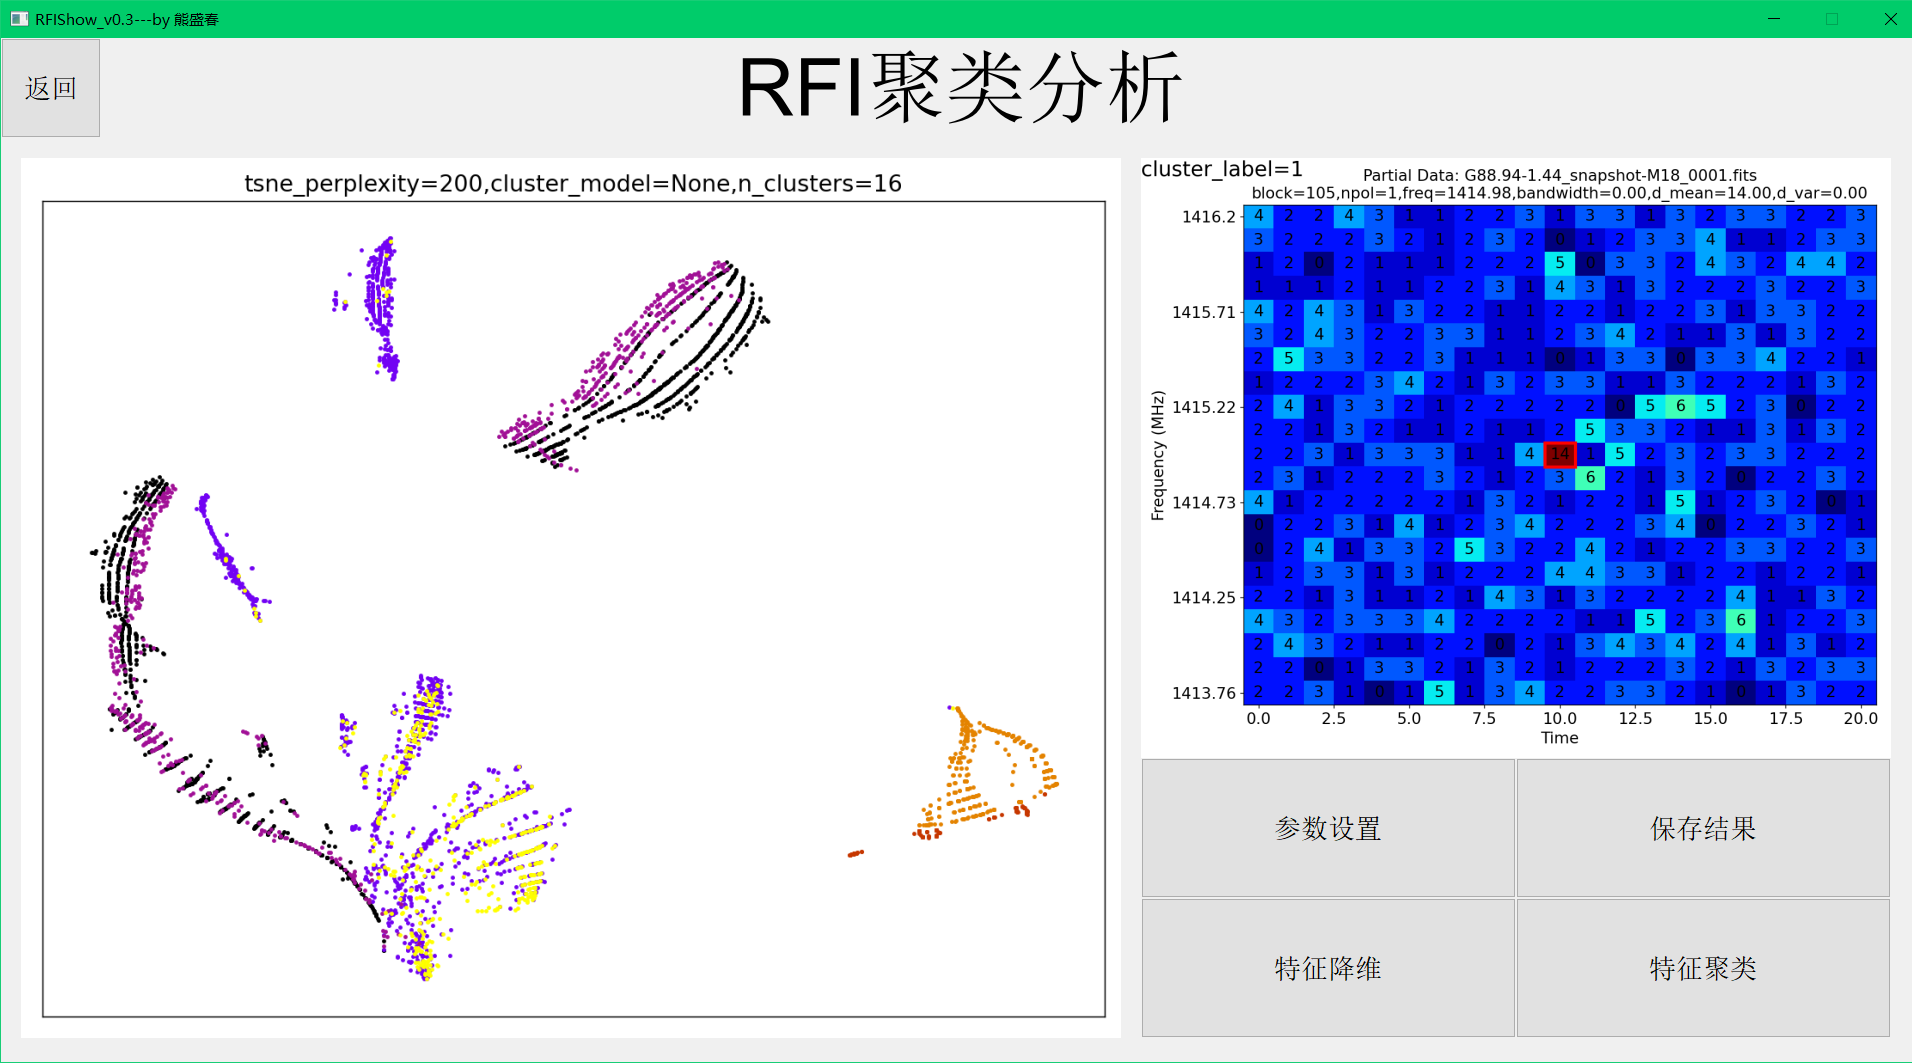 RFIShow_v0.3---by 熊盛春
返回
RFI聚类分析
tsne_perplexity=200,cluster_model=None,n_clusters=16
cluster_label=1
Partial Data: G88.94-1.44_snapshot-M18_0001.fits
block=105,npol=1,freq=1414.98,bandwidth=0.00,d_mean=14.00,d_var=0.00
Frequency (MHz)
1416.2
4 2 2 4 3 1 1 2 2 3 1 3 3 1 3 2 3 3 2 2 3
3 2 2 2 3 2 1 2 3 2 0 1 2 3 3 4 1 1 2 3 3
1 2 0 2 1 1 1 2 2 2 5 0 3 3 2 4 3 2 4 4 2
1 1 1 2 1 1 2 2 3 1 4 3 1 3 2 2 2 3 2 2 3
1415.71
4 2 4 3 1 3 2 2 1 1 2 2 1 2 2 3 1 3 3 2 2
3 2 4 3 2 2 3 3 1 1 2 3 4 2 1 1 3 1 3 2 2
2 5 3 3 2 2 3 1 1 1 0 1 3 3 0 3 3 4 2 2 1
1 2 2 2 3 4 2 1 3 2 3 3 1 1 3 2 2 2 1 3 2
1415.22
2 4 1 3 3 2 1 2 2 2 2 2 0 5 6 5 2 3 0 2 2
2 2 1 3 2 1 1 2 1 1 2 5 3 3 2 1 1 3 1 3 2
2 2 3 1 3 3 3 1 1 4 14 1 5 2 3 2 3 3 2 2 2
2 3 1 2 2 2 3 2 1 2 3 6 2 1 3 2 0 2 2 3 2
1414.73
4 1 2 2 2 2 2 1 3 2 1 2 2 1 5 1 2 3 2 0 1
0 2 2 3 1 4 1 2 3 4 2 2 2 3 4 0 2 2 3 2 1
0 2 4 1 3 3 2 5 3 2 2 4 2 1 2 2 3 3 2 2 3
1 2 3 3 1 3 1 2 2 2 4 4 3 3 1 2 2 1 2 2 1
1414.25
2 2 1 3 1 1 2 1 4 3 1 3 2 2 2 2 4 1 1 3 2
4 3 2 3 3 3 4 2 2 2 2 1 1 5 2 3 6 1 2 2 3
2 4 3 2 1 1 2 2 0 2 1 3 4 3 4 2 4 1 3 1 2
2 2 0 1 3 3 2 1 3 2 1 2 2 2 3 2 1 3 2 3 3
1413.76
2 2 3 1 0 1 5 1 3 4 2 2 3 3 2 1 0 1 3 2 2
0.0 2.5 5.0 7.5 10.0 12.5 15.0 17.5 20.0
Time
参数设置
保存结果
特征降维
特征聚类